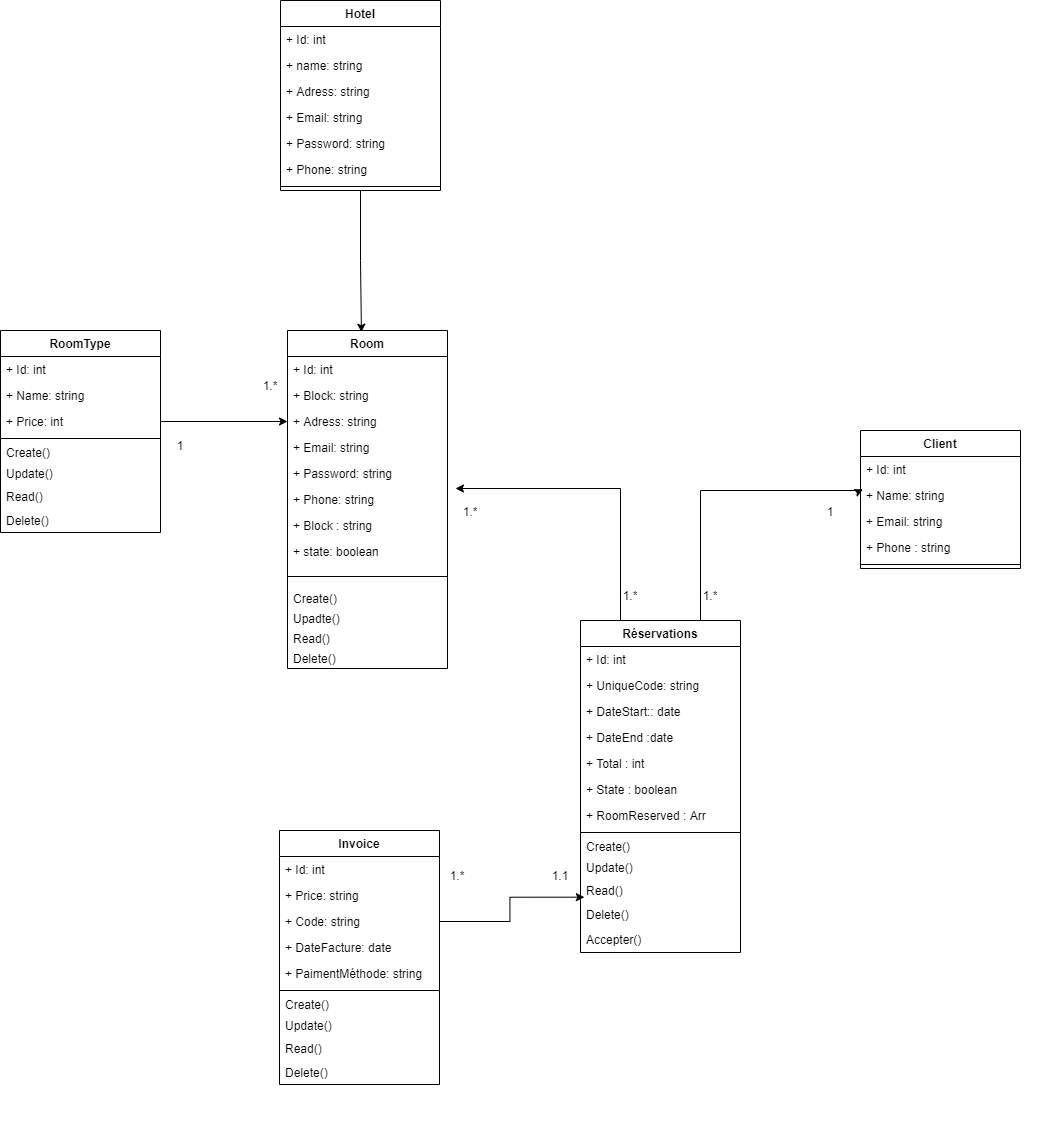 Hotel
+ Id: int
+ name: string
+ Adress: string
+ Email: string
+ Password: string
+ Phone: string
RoomType
+ Id: int
+ Name: string
+ Price: int
Create()
Update()
Read()
Delete()
1.*
1
Room
+ Id: int
+ Block: string
+ Adress: string
+ Email: string
+ Password: string
+ Phone: string
+ Block : string
+ state: boolean
Create()
Upadte()
Read()
Delete()
1.*
1
Client
+ Id: int
+ Name: string
+ Email: string
+ Phone : string
1.*
1.*
Réservations
+ Id: int
+ UniqueCode: string
+ DateStart:: date
+ DateEnd :date
+ Total : int
+ State : boolean
+ RoomReserved : Arr
Create()
Update()
Read()
Delete()
Accepter()
Invoice
+ Id: int
+ Price: string
+ Code: string
+ DateFacture: date
+ PaimentMéthode: string
Create()
Update()
Read()
Delete()
1.*
1.1